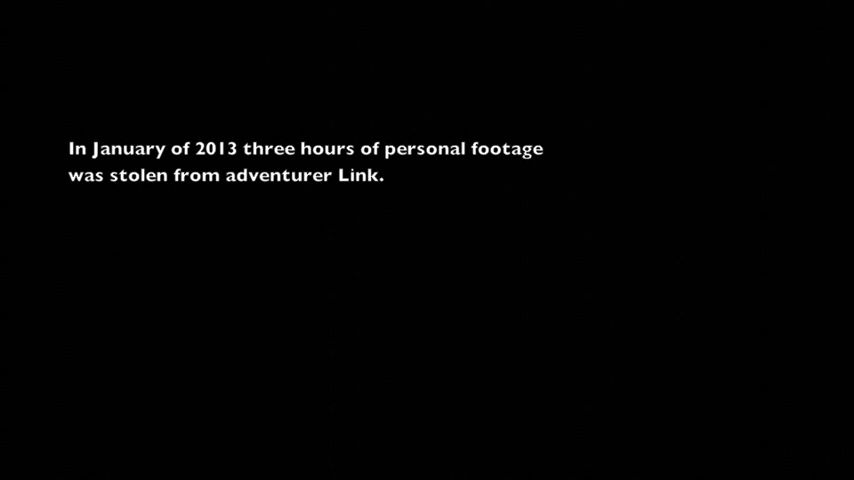 In January of 2013 three hours of personal footage
was stolen from adventurer Link.